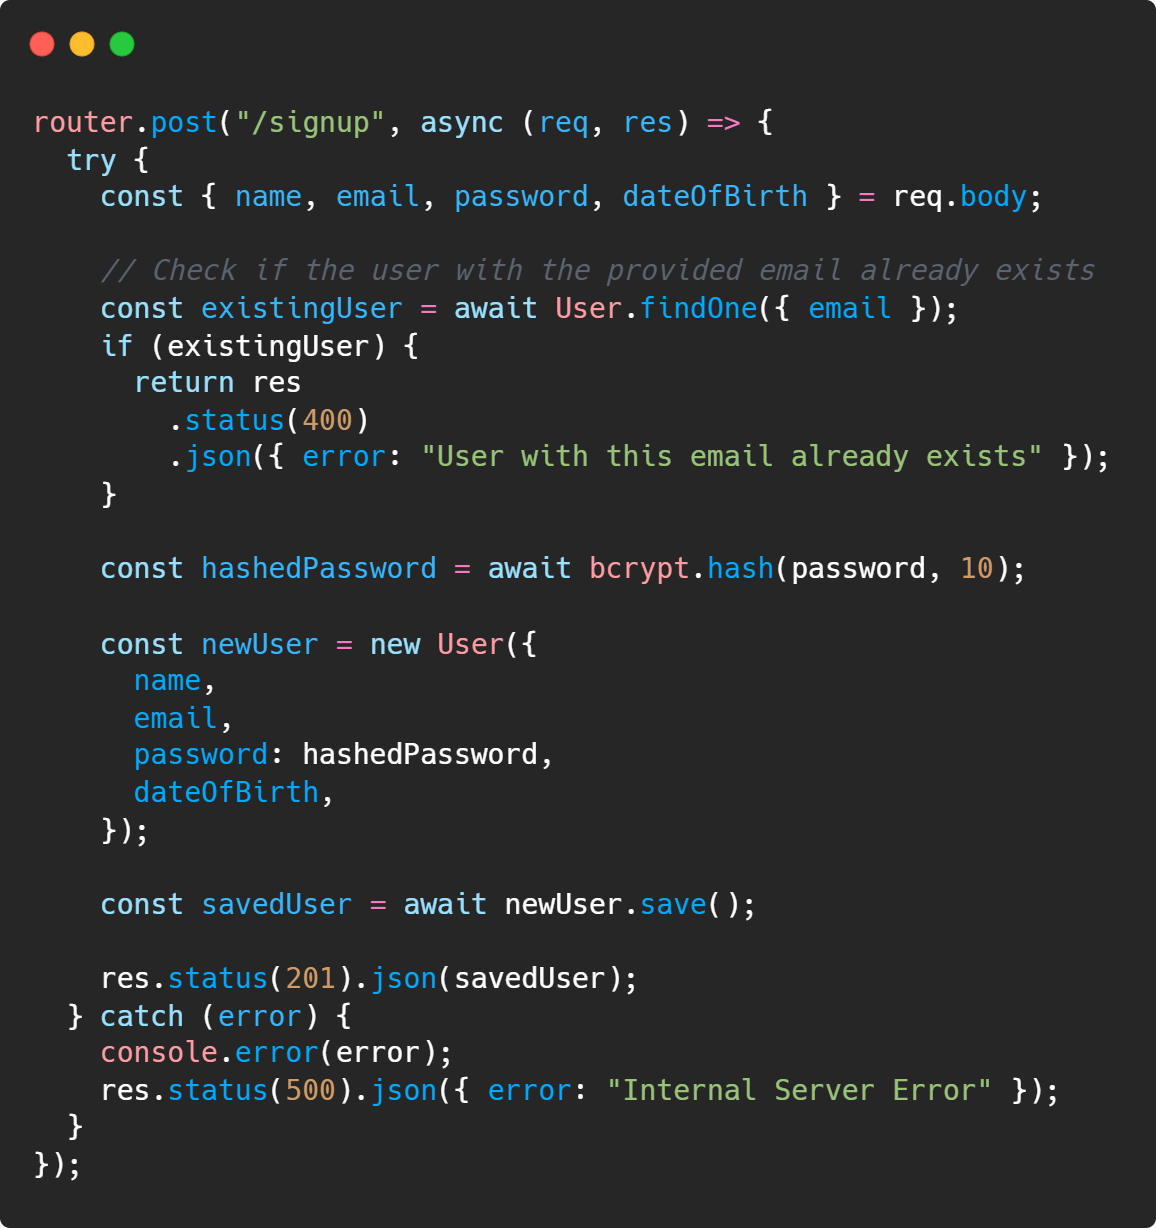 router.post("/signup", async (req, res) => {
  try {
    const { name, email, password, dateOfBirth } = req.body;

    // Check if the user with the provided email already exists
    const existingUser = await User.findOne({ email });
    if (existingUser) {
      return res
        .status(400)
        .json({ error: "User with this email already exists" });
    }

    const hashedPassword = await bcrypt.hash(password, 10);

    const newUser = new User({
      name,
      email,
      password: hashedPassword,
      dateOfBirth,
    });

    const savedUser = await newUser.save();

    res.status(201).json(savedUser);
  } catch (error) {
    console.error(error);
    res.status(500).json({ error: "Internal Server Error" });
  }
});